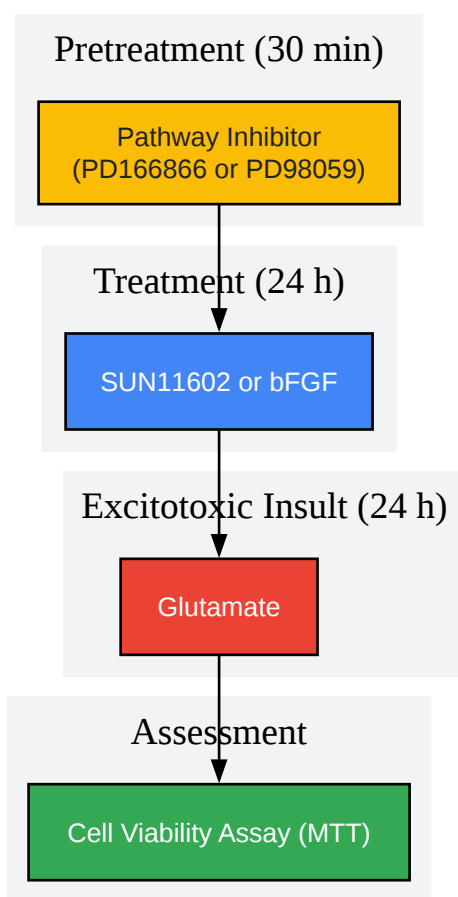 Pretreatment (30 min)
Pathway Inhibitor
(PD166866 or PD98059)
Treatment (24 h)
SUN11602 or bFGF
Excitotoxic Insult (24 h)
Glutamate
Assessment
Cell Viability Assay (MTT)